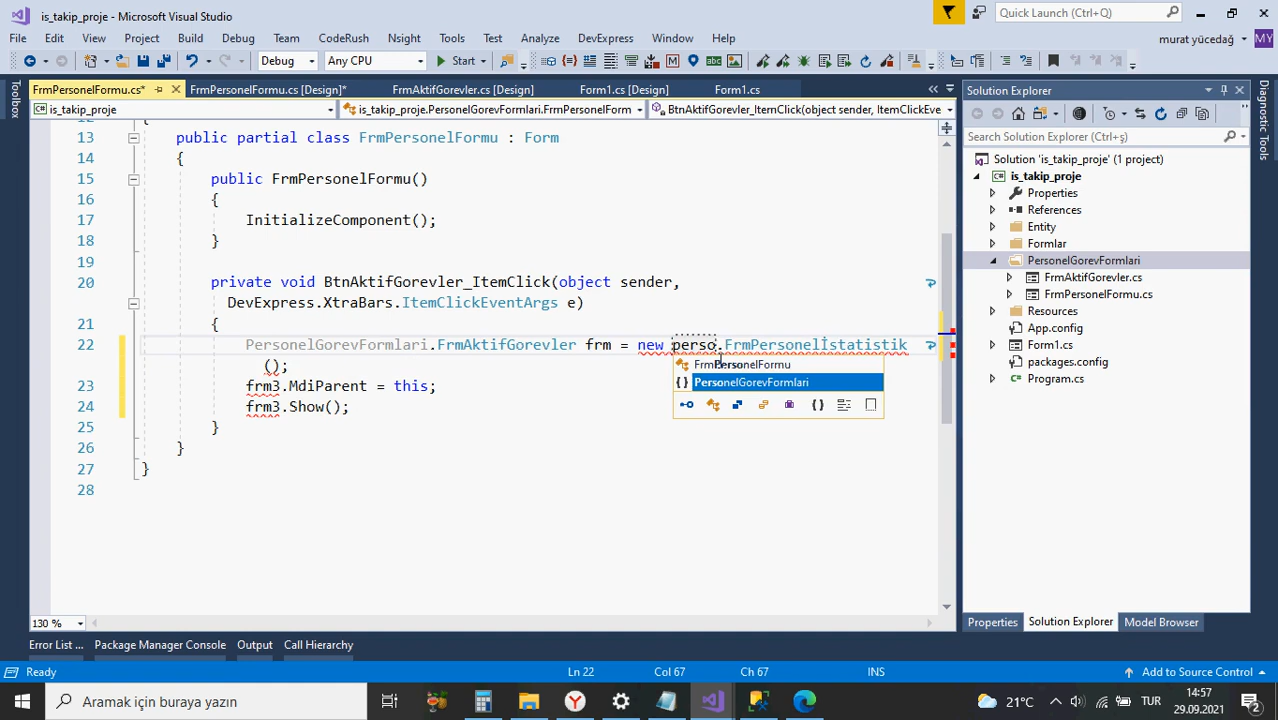 is_takip_proje - Microsoft Visual Studio
Quick Launch (Ctrl+Q)
File Edit View Project Build Debug Team CodeRush Nsight Tools Test Analyze DevExpress Window Help
murat yücedağ MY
Debug Any CPU Start
FrmPersonelFormu.cs* FrmPersonelFormu.cs [Design]* FrmAktifGorevler.cs [Design] Form1.cs [Design] Form1.cs
is_takip_proje is_takip_proje.PersonelGorevFormlari.FrmPersonelForm BtnAktifGorevler_ItemClick(object sender, ItemClickEve
Toolbox
12 {
13 public partial class FrmPersonelFormu : Form
14 {
15 public FrmPersonelFormu()
16 {
17 InitializeComponent();
18 }
19
20 private void BtnAktifGorevler_ItemClick(object sender,
DevExpress.XtraBars.ItemClickEventArgs e)
21 {
22 PersonelGorevFormlari.FrmAktifGorevler frm = new perso.FrmPersonelİstatistik
();
23 frm3.MdiParent = this;
24 frm3.Show();
25 }
26 }
27 }
28
FrmPersonelFormu
{ } PersonelGorevFormlari
{ }
130 %
Solution Explorer
Search Solution Explorer (Ctrl+ş)
Solution 'is_takip_proje' (1 project)
is_takip_proje
Properties
References
Entity
Formlar
PersonelGorevFormlari
FrmAktifGorevler.cs
FrmPersonelFormu.cs
Resources
App.config
Form1.cs
packages.config
Program.cs
Properties Solution Explorer Model Browser
Diagnostic Tools
Error List ... Package Manager Console Output Call Hierarchy
Ready Ln 22 Col 67 Ch 67 INS Add to Source Control
Aramak için buraya yazın
21°C TUR 14:57
29.09.2021
2